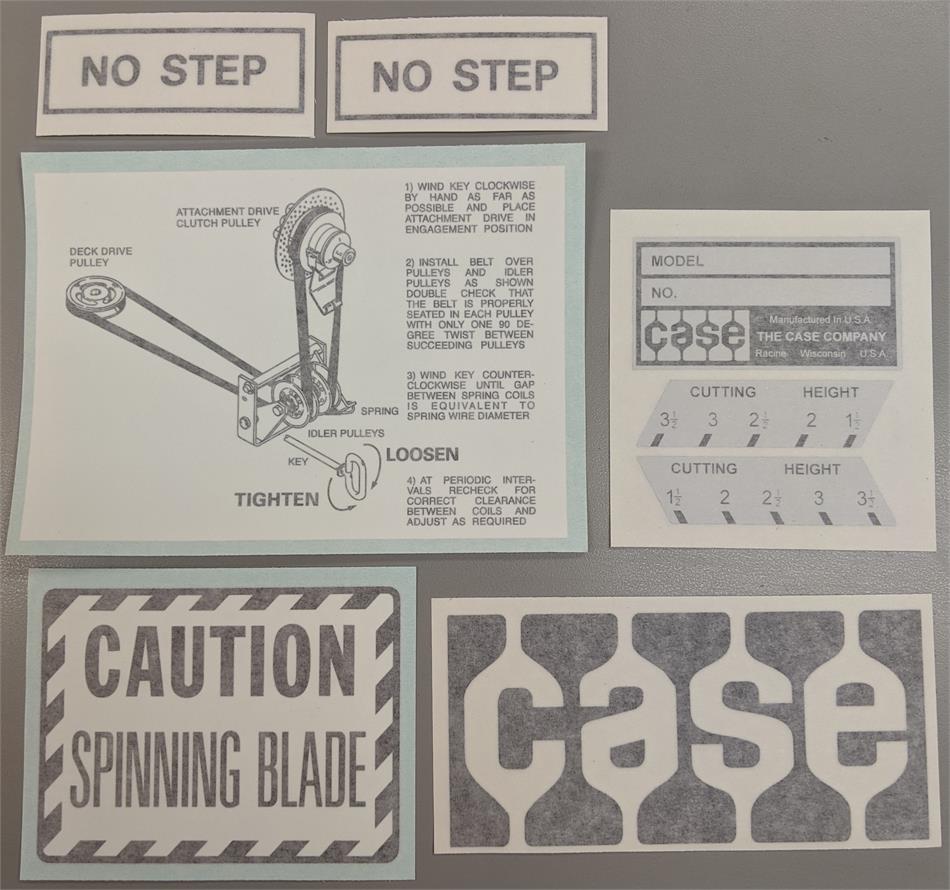 NO STEP
NO STEP
ATTACHMENT DRIVE
CLUTCH PULLEY
DECK DRIVE
PULLEY
SPRING
IDLER PULLEYS
KEY
LOOSEN
TIGHTEN
1) WIND KEY CLOCKWISE
BY HAND AS FAR AS
POSSIBLE AND PLACE
ATTACHMENT DRIVE IN
ENGAGEMENT POSITION
2) INSTALL BELT OVER
PULLEYS AND IDLER
PULLEYS AS SHOWN
DOUBLE CHECK THAT
THE BELT IS PROPERLY
SEATED IN EACH PULLEY
WITH ONLY ONE 90 DE-
GREE TWIST BETWEEN
SUCCEEDING PULLEYS
3) WIND KEY COUNTER-
CLOCKWISE UNTIL GAP
BETWEEN SPRING COILS
IS EQUIVALENT TO
SPRING WIRE DIAMETER
4) AT PERIODIC INTER-
VALS RECHECK FOR
CORRECT CLEARANCE
BETWEEN COILS AND
ADJUST AS REQUIRED
MODEL
NO.
case
Manufactured In U.S.A.
THE CASE COMPANY
Racine Wisconsin U.S.A.
CUTTING HEIGHT
3½ 3 2½ 2 1½
CUTTING HEIGHT
1½ 2 2½ 3 3½
CAUTION
SPINNING BLADE
case